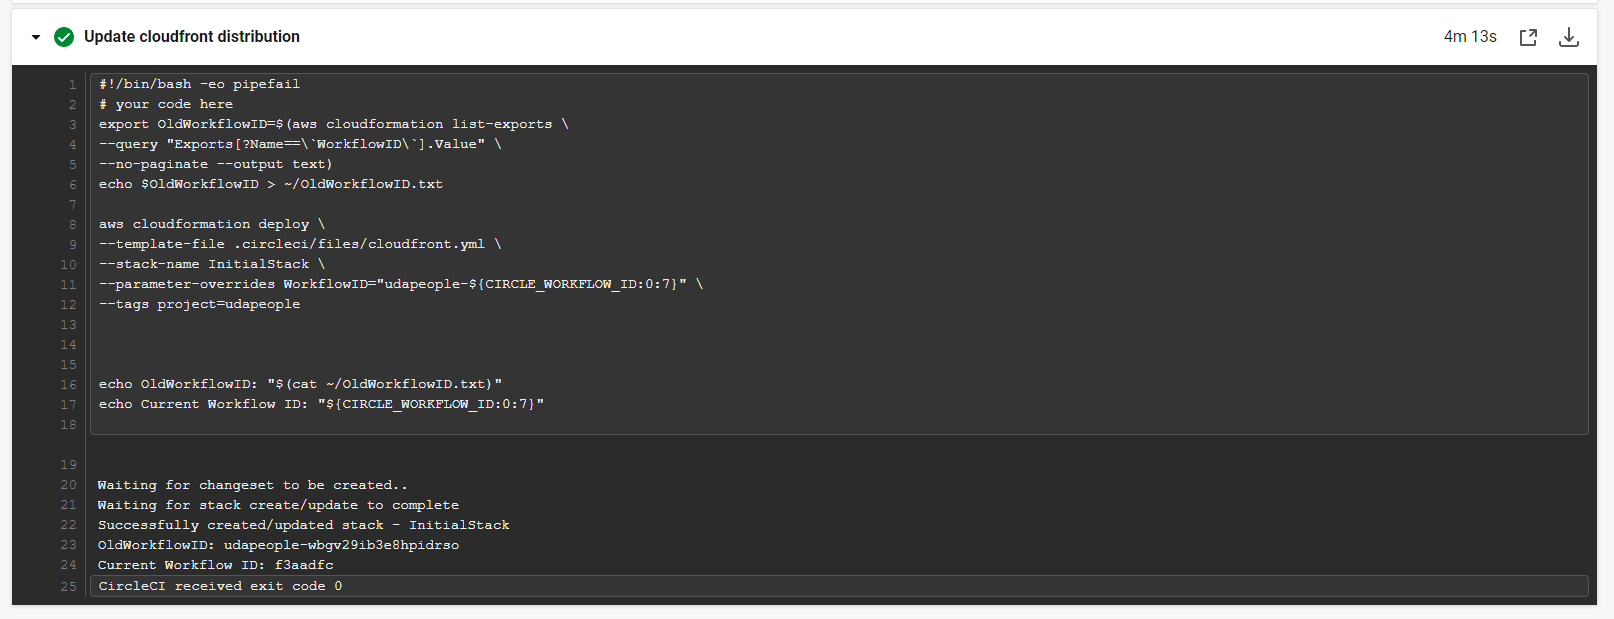 Update cloudfront distribution
4m 13s
1 #!/bin/bash -eo pipefail
2 # your code here
3 export OldWorkflowID=$(aws cloudformation list-exports \
4 --query "Exports[?Name==\`WorkflowID\`].Value" \
5 --no-paginate --output text)
6 echo $OldWorkflowID > ~/OldWorkflowID.txt
7
8 aws cloudformation deploy \
9 --template-file .circleci/files/cloudfront.yml \
10 --stack-name InitialStack \
11 --parameter-overrides WorkflowID="udapeople-${CIRCLE_WORKFLOW_ID:0:7}" \
12 --tags project=udapeople
13
14
15
16 echo OldWorkflowID: "$(cat ~/OldWorkflowID.txt)"
17 echo Current Workflow ID: "${CIRCLE_WORKFLOW_ID:0:7}"
18
19
20 Waiting for changeset to be created..
21 Waiting for stack create/update to complete
22 Successfully created/updated stack - InitialStack
23 OldWorkflowID: udapeople-wbgv29ib3e8hpidrso
24 Current Workflow ID: f3aadfc
25 CircleCI received exit code 0